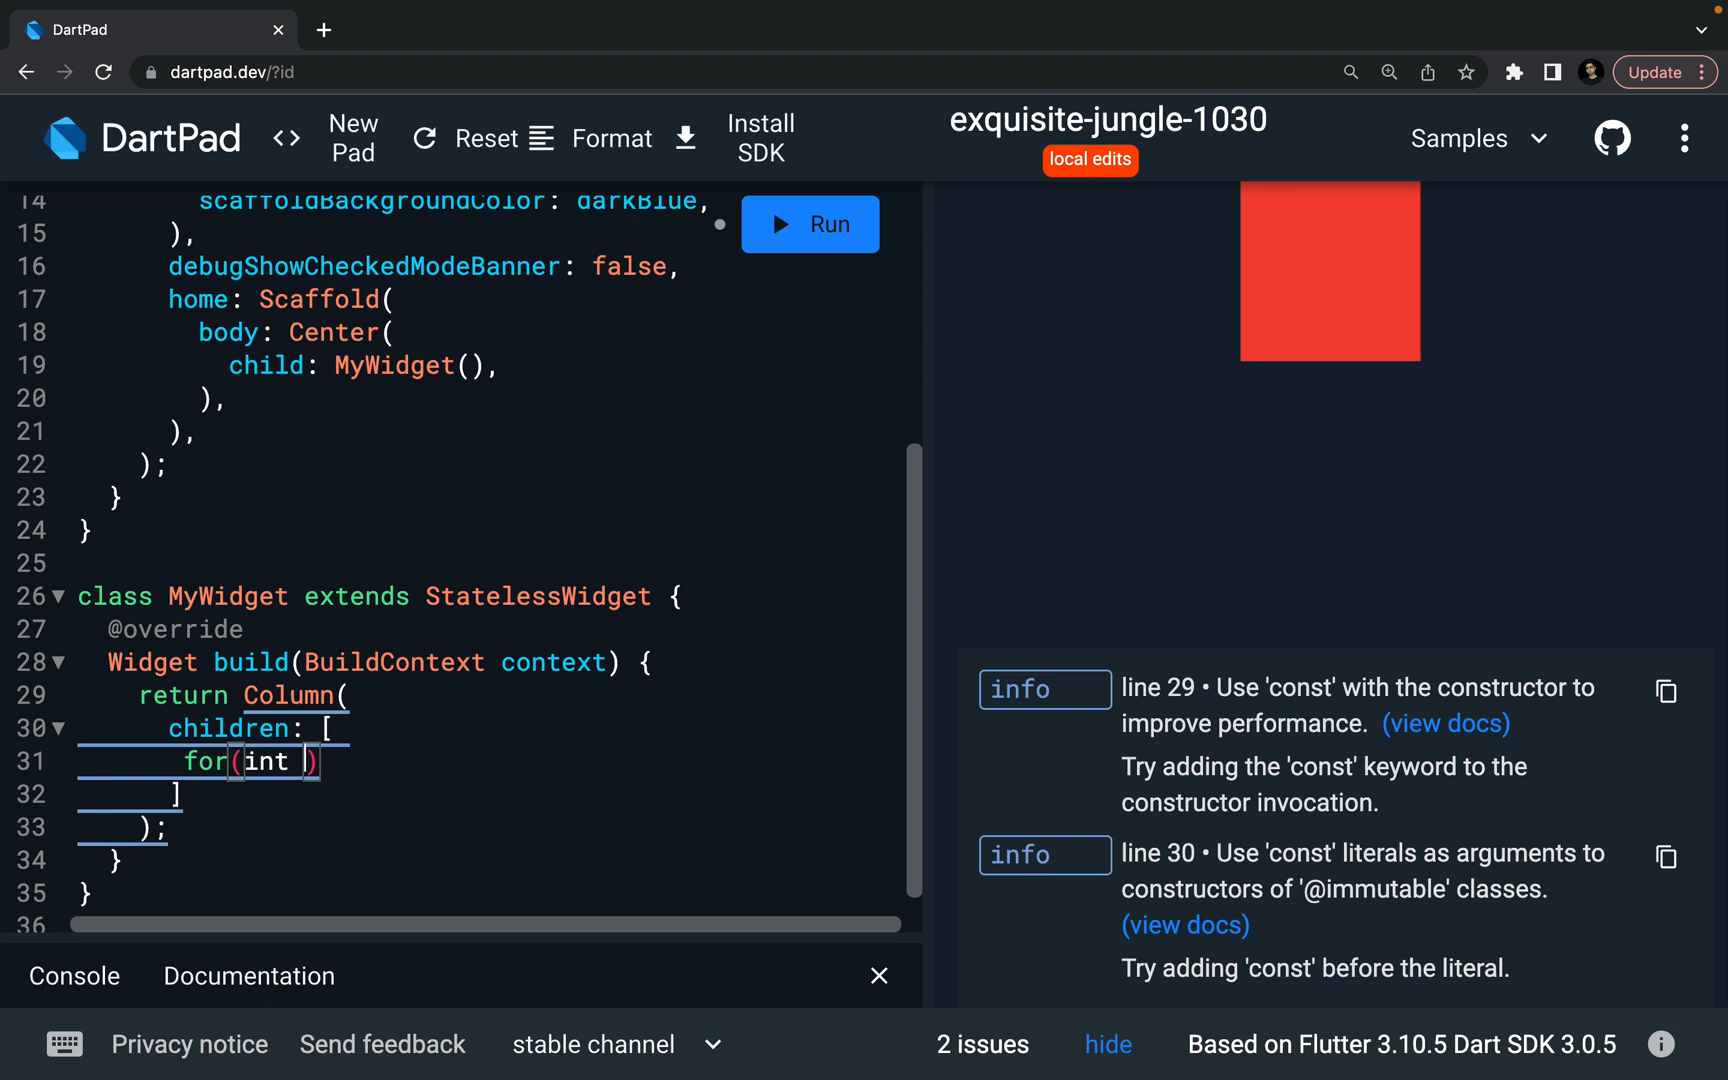 DartPad
dartpad.dev/?id
Update
DartPad
<> New Pad
Reset
Format
Install SDK
exquisite-jungle-1030
local edits
Samples
14 scaffoldBackgroundColor: darkBlue,
15 ),
16 debugShowCheckedModeBanner: false,
17 home: Scaffold(
18 body: Center(
19 child: MyWidget(),
20 ),
21 ),
22 );
23 }
24 }
25
26 class MyWidget extends StatelessWidget {
27 @override
28 Widget build(BuildContext context) {
29 return Column(
30 children: [
31 for(int )
32 ]
33 );
34 }
35 }
36
Run
info
line 29 • Use 'const' with the constructor to
improve performance. (view docs)
Try adding the 'const' keyword to the
constructor invocation.
info
line 30 • Use 'const' literals as arguments to
constructors of '@immutable' classes.
(view docs)
Try adding 'const' before the literal.
Console
Documentation
Privacy notice
Send feedback
stable channel
2 issues
hide
Based on Flutter 3.10.5 Dart SDK 3.0.5